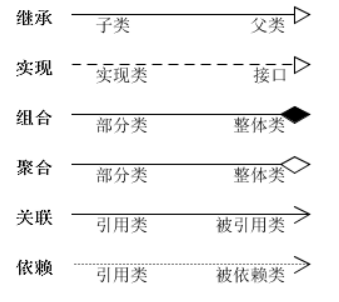 继承 子类 父类
实现 实现类 接口
组合 部分类 整体类
聚合 部分类 整体类
关联 引用类 被引用类
依赖 引用类 被依赖类